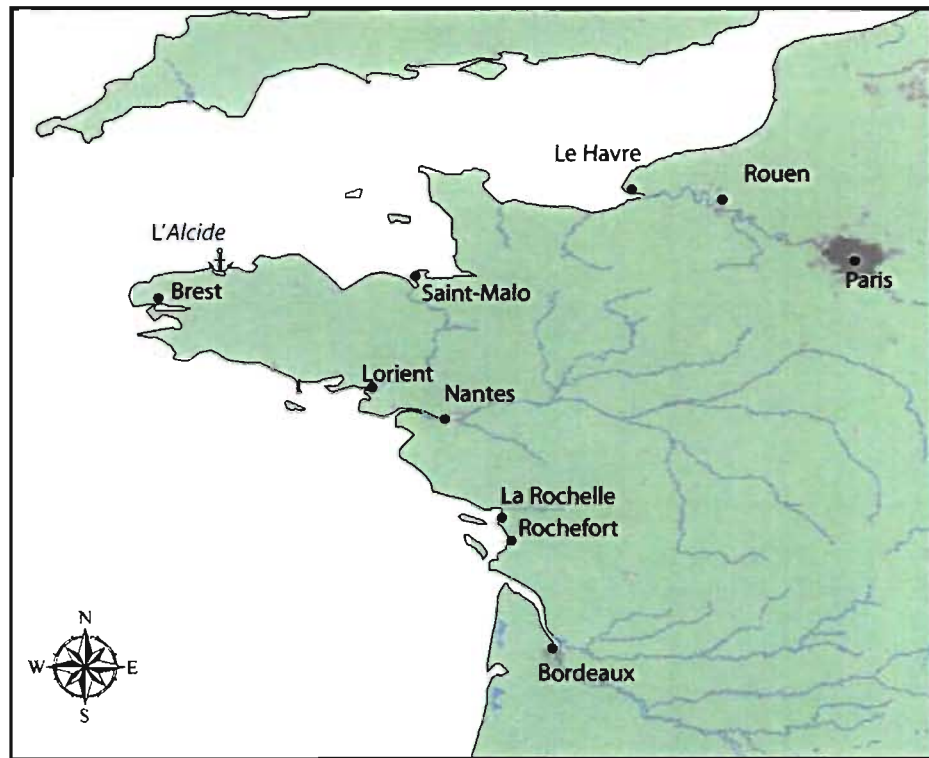 Le Havre
Rouen
L'Alcide
Paris
Brest
Saint-Malo
Lorient
Nantes
La Rochelle
Rochefort
N
W E
S
Bordeaux